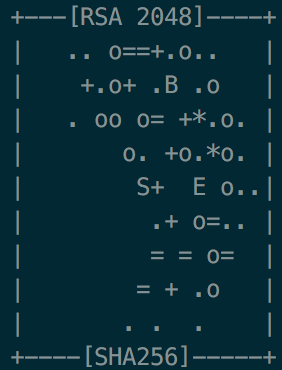 +---[RSA 2048]----+
|   .. o==+.o..   |
|    +.o+ .B .o   |
|   . oo o= +*.o. |
|       o. +o.*o. |
|        S+  E o..|
|         .+ o=.. |
|         = = o=  |
|        = + .o   |
|       . .  .    |
+----[SHA256]-----+